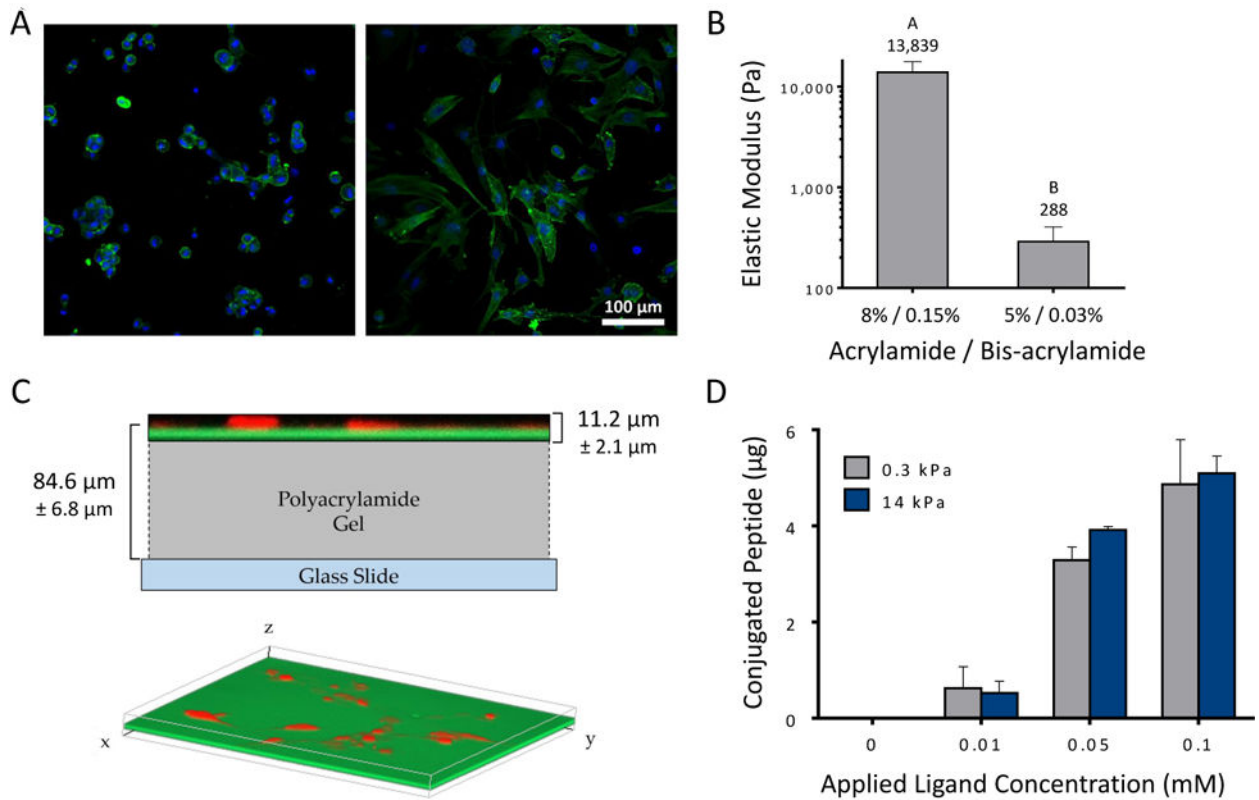 A
100 µm
B
Elastic Modulus (Pa)
A
13,839
B
288
10,000
1,000
100
8% / 0.15%
5% / 0.03%
Acrylamide / Bis-acrylamide
C
11.2 µm
± 2.1 µm
84.6 µm
± 6.8 µm
Polyacrylamide
Gel
Glass Slide
z
x
y
D
Conjugated Peptide (µg)
6
4
2
0
0.3 kPa
14 kPa
0
0.01
0.05
0.1
Applied Ligand Concentration (mM)